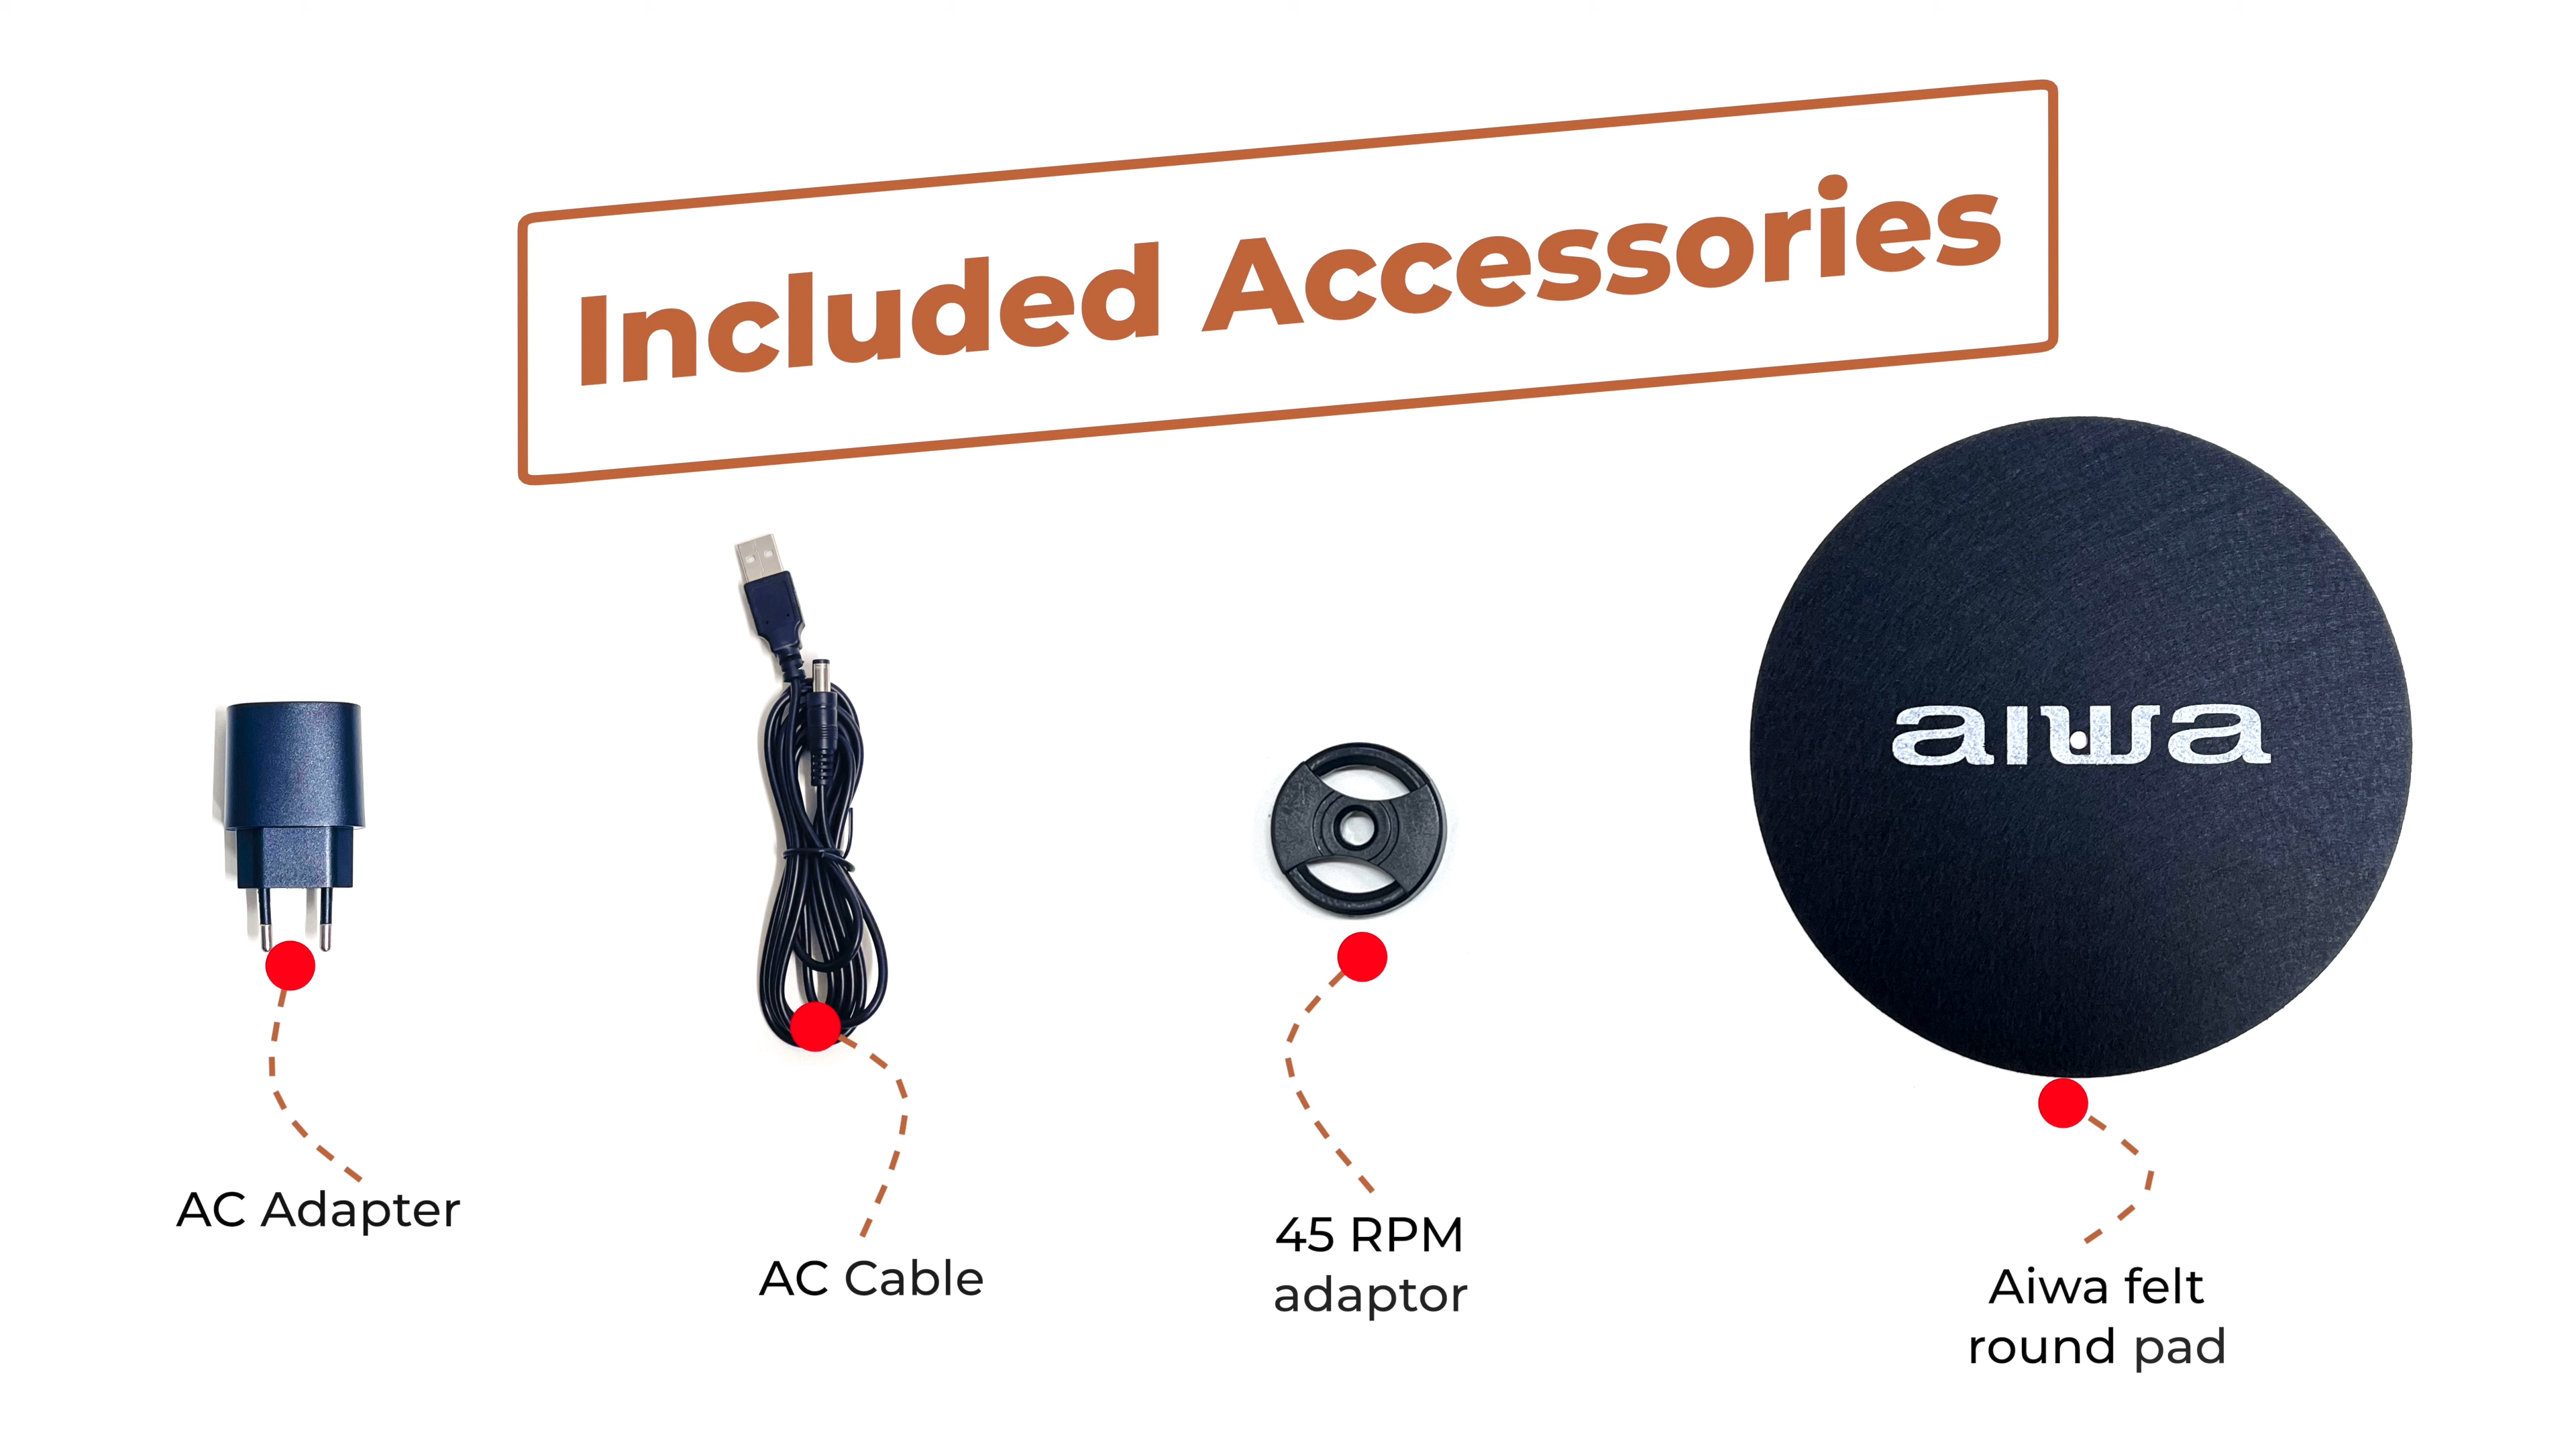 Included Accessories
aiwa
AC Adapter
AC Cable
45 RPM
adaptor
Aiwa felt
round pad